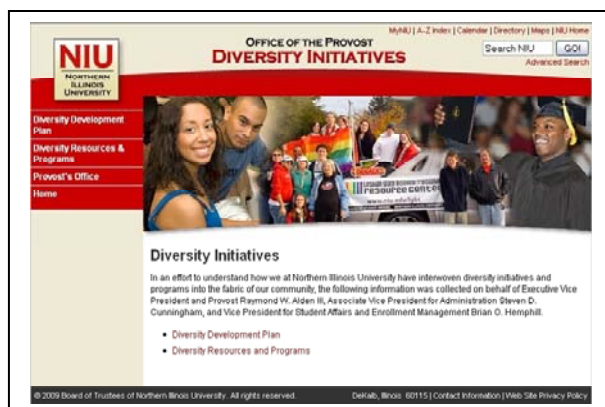 MyNIU | A-Z Index | Calendar | Directory | Maps | NIU Home
OFFICE OF THE PROVOST
DIVERSITY INITIATIVES
Search NIU GO!
Advanced Search
NIU
NORTHERN
ILLINOIS
UNIVERSITY
Diversity Development
Plan
Diversity Resources &
Programs
Provost's Office
Home
resource center
Diversity Initiatives
In an effort to understand how we at Northern Illinois University have interwoven diversity initiatives and
programs into the fabric of our community, the following information was collected on behalf of Executive Vice
President and Provost Raymond W. Alden III, Associate Vice President for Administration Steven D.
Cunningham, and Vice President for Student Affairs and Enrollment Management Brian O. Hemphill.
• Diversity Development Plan
• Diversity Resources and Programs
© 2009 Board of Trustees of Northern Illinois University. All rights reserved.
DeKalb, Illinois 60115 | Contact Information | Web Site Privacy Policy